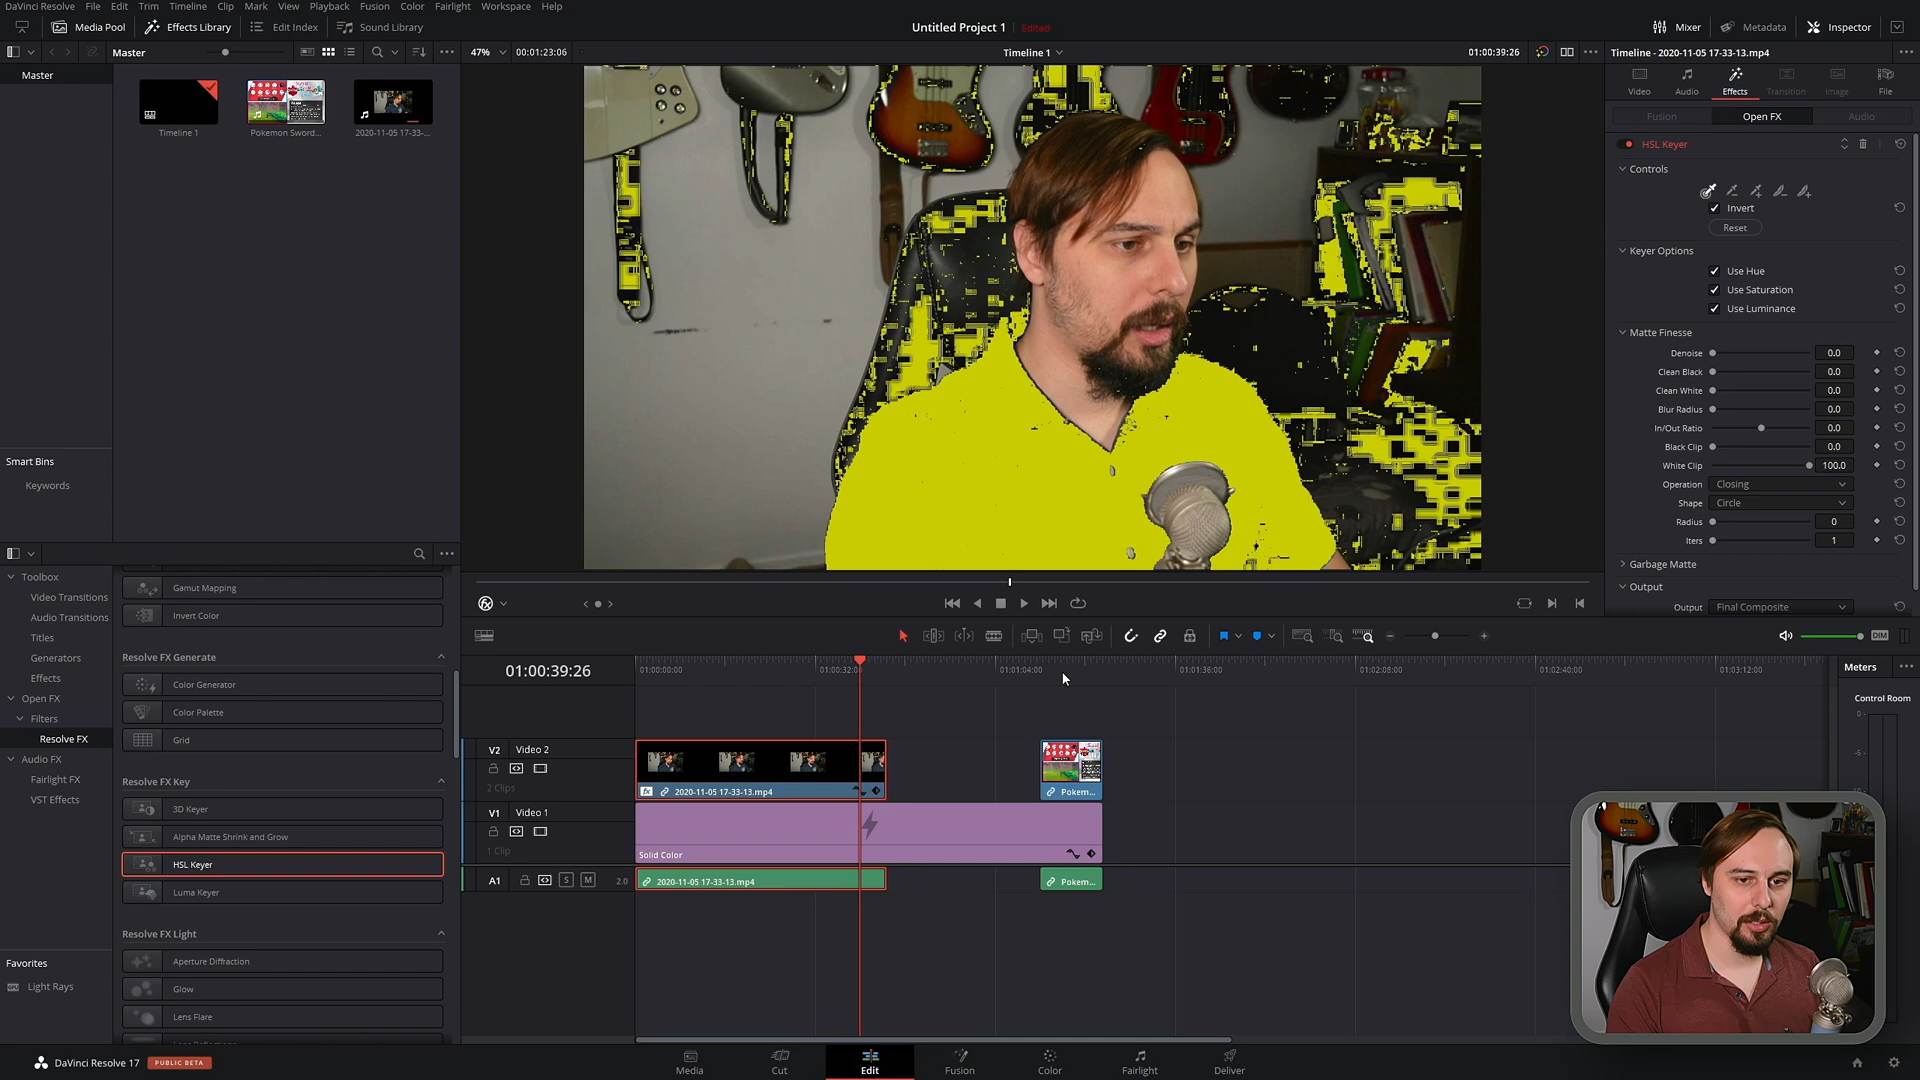 DaVinci Resolve File Edit Trim Timeline Clip Mark View Playback Fusion Color Fairlight Workspace Help
Media Pool Effects Library Edit Index Sound Library
Untitled Project 1 Edited
Mixer Metadata Inspector
Master
47% 00:01:23:06
Timeline 1
01:00:39:26
Timeline - 2020-11-05 17-33-13.mp4
Master
Timeline 1
Pokemon Sword...
2020-11-05 17-33-...
Smart Bins
Keywords
Video Audio Effects Transition Image File
Fusion Open FX Audio
HSL Keyer
Controls
Invert
Reset
Keyer Options
Use Hue
Use Saturation
Use Luminance
Matte Finesse
Denoise 0.0
Clean Black 0.0
Clean White 0.0
Blur Radius 0.0
In/Out Ratio 0.0
Black Clip 0.0
White Clip 100.0
Operation Closing
Shape Circle
Radius 0
Iters 1
Garbage Matte
Output
Output Final Composite
Toolbox
Video Transitions
Audio Transitions
Titles
Generators
Effects
Open FX
Filters
Resolve FX
Audio FX
Fairlight FX
VST Effects
Favorites
Light Rays
Gamut Mapping
Invert Color
Resolve FX Generate
Color Generator
Color Palette
Grid
Resolve FX Key
3D Keyer
Alpha Matte Shrink and Grow
HSL Keyer
Luma Keyer
Resolve FX Light
Aperture Diffraction
Glow
Lens Flare
DIM
01:00:39:26
01:00:00:00 01:00:32:0 01:01:04:00 01:01:36:00 01:02:08:00 01:02:40:00 01:03:12:00
V2 Video 2
2 Clips
fx 2020-11-05 17-33-13.mp4
Pokem...
V1 Video 1
1 Clip
Solid Color
A1 S M 2.0
2020-11-05 17-33-13.mp4
Pokem...
Meters
Control Room
0
-5
DaVinci Resolve 17 PUBLIC BETA
Media Cut Edit Fusion Color Fairlight Deliver